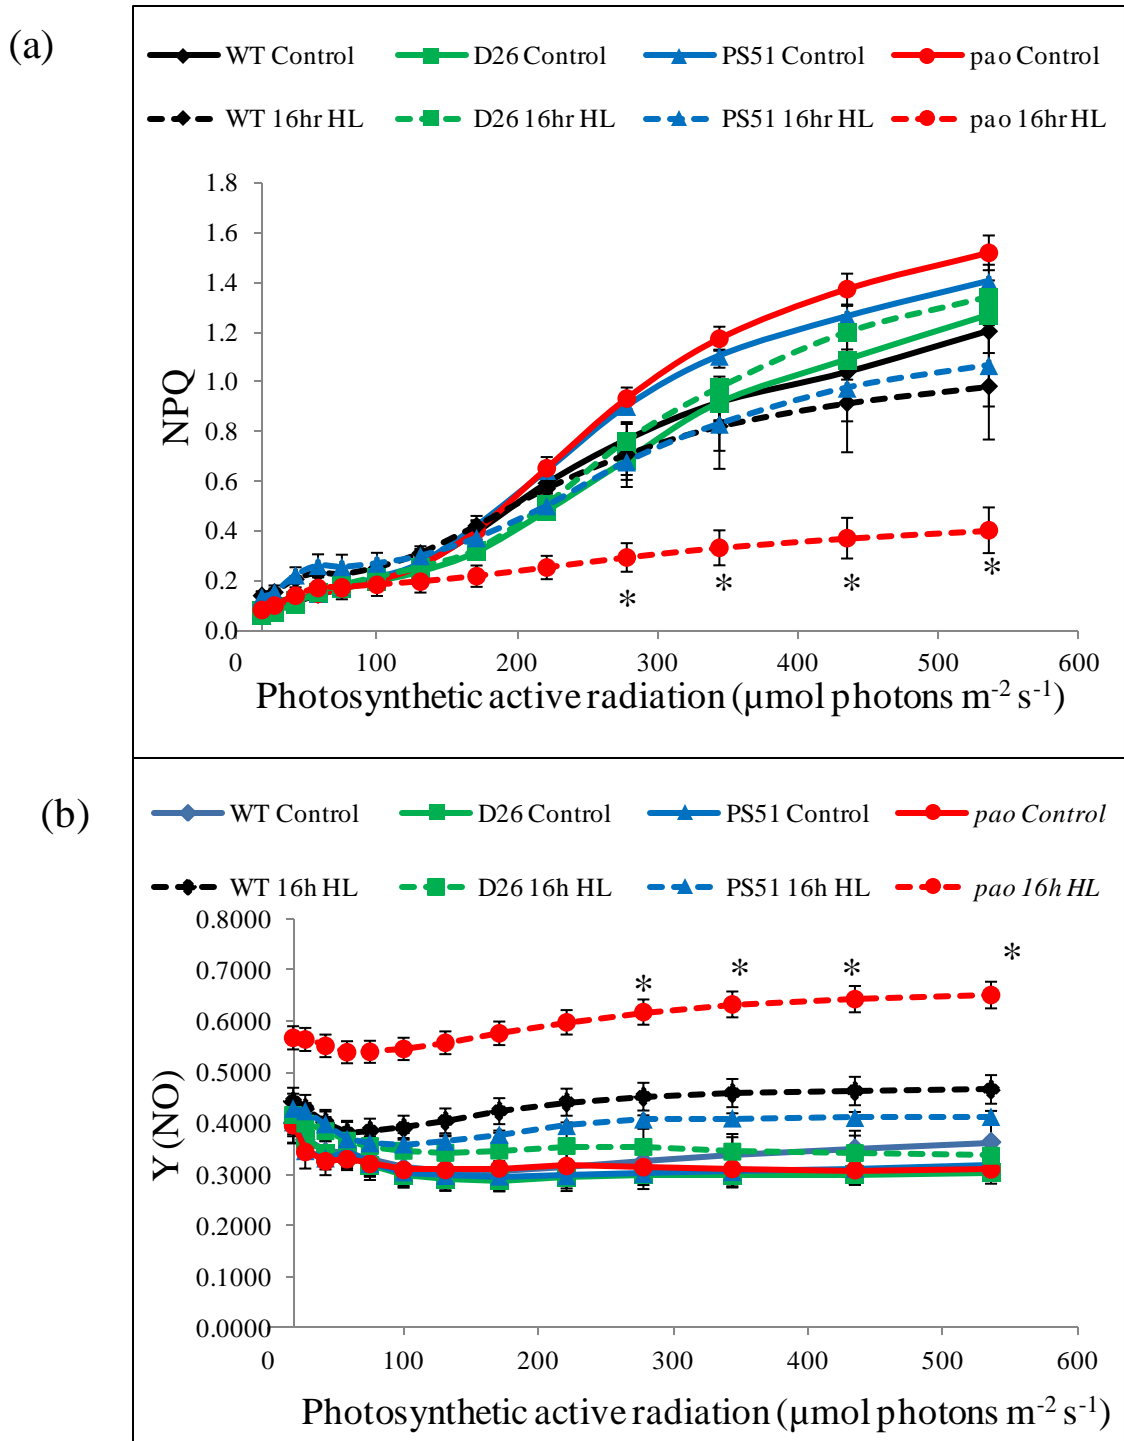 (a)
WT Control D26 Control PS51 Control pao Control
WT 16hr HL D26 16hr HL PS51 16hr HL pao 16hr HL
1.8
1.6
1.4
1.2
1.0
0.8
0.6
0.4
0.2
0.0
NPQ
* * * *
0 100 200 300 400 500 600
Photosynthetic active radiation (µmol photons m-2 s-1)
(b)
WT Control D26 Control PS51 Control pao Control
WT 16h HL D26 16h HL PS51 16h HL pao 16h HL
0.8000
0.7000
0.6000
0.5000
0.4000
0.3000
0.2000
0.1000
0.0000
Y (NO)
* * * *
0 100 200 300 400 500 600
Photosynthetic active radiation (µmol photons m-2 s-1)